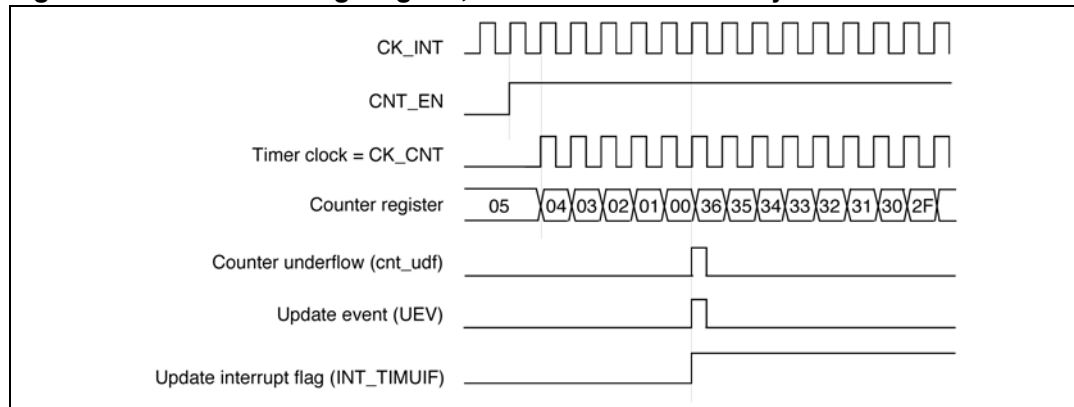 CK_INT
CNT_EN
Timer clock = CK_CNT
Counter register 05 04 03 02 01 00 36 35 34 33 32 31 30 2F
Counter underflow (cnt_udf)
Update event (UEV)
Update interrupt flag (INT_TIMUIF)